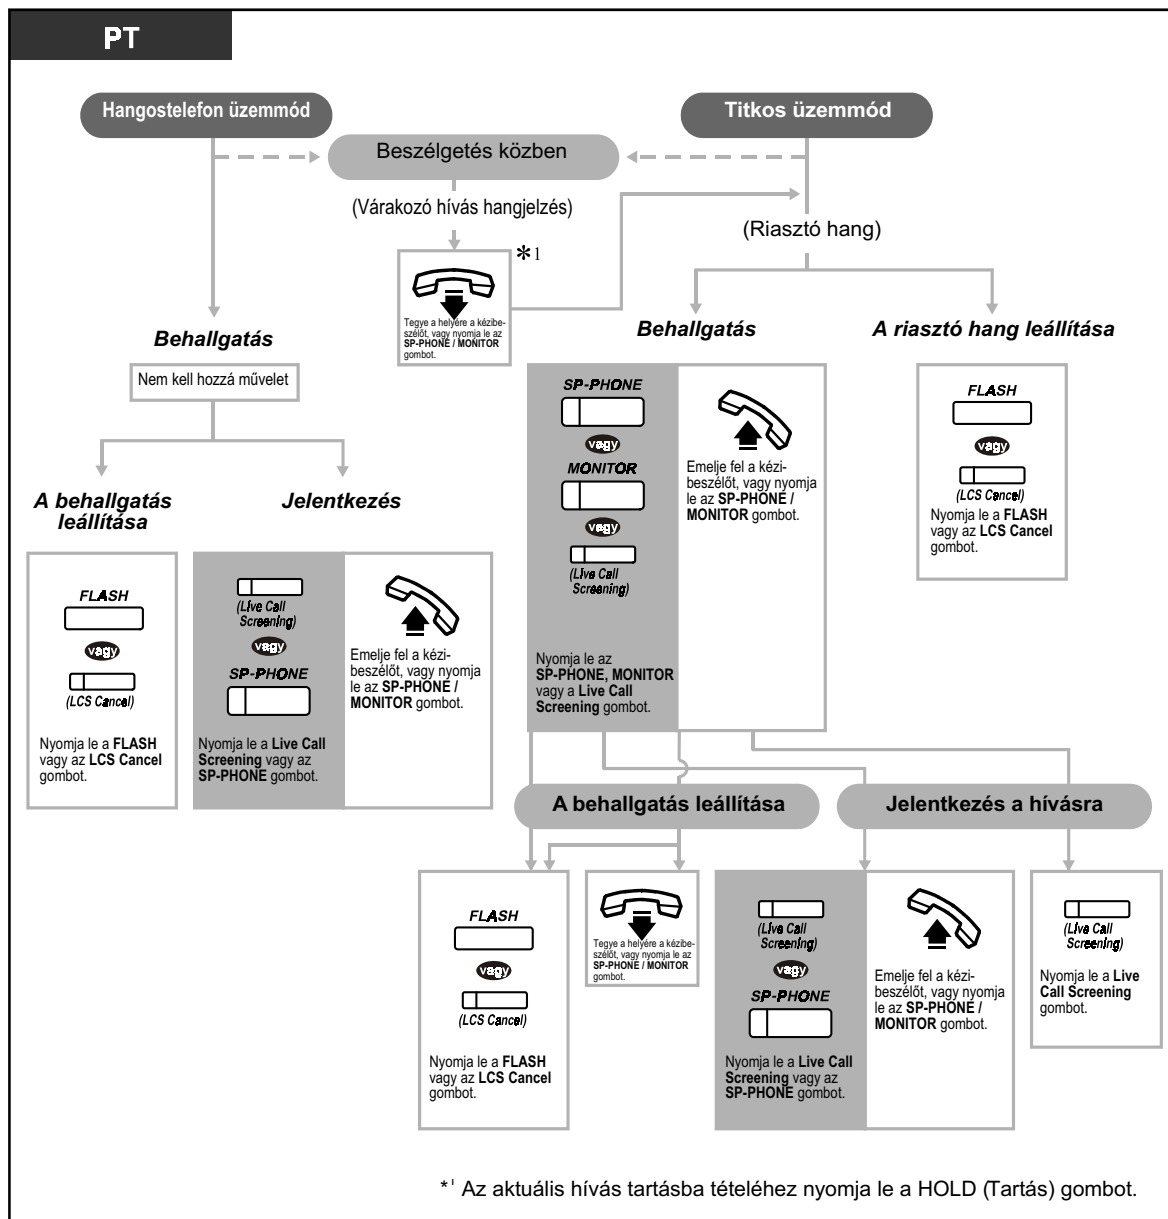 PT
Hangostelefon üzemmód
Titkos üzemmód
Beszélgetés közben
(Várakozó hívás hangjelzés)
(Riasztó hang)
*1
Tegye a helyére a kézibe-
szélőt, vagy nyomja le az
SP-PHONE / MONITOR
gombot.
Behallgatás
Nem kell hozzá művelet
Behallgatás
A riasztó hang leállítása
SP-PHONE
vagy
MONITOR
vagy
(Live Call
Screening)
Nyomja le az
SP-PHONE, MONITOR
vagy a Live Call
Screening gombot.
Emelje fel a kézi-
beszélőt, vagy nyomja
le az SP-PHONE /
MONITOR gombot.
FLASH
vagy
(LCS Cancel)
Nyomja le a FLASH
vagy az LCS Cancel
gombot.
A behallgatás
leállítása
Jelentkezés
FLASH
vagy
(LCS Cancel)
Nyomja le a FLASH
vagy az LCS Cancel
gombot.
(Live Call
Screening)
vagy
SP-PHONE
Nyomja le a Live Call
Screening vagy az
SP-PHONE gombot.
Emelje fel a kézi-
beszélőt, vagy nyomja
le az SP-PHONE /
MONITOR gombot.
A behallgatás leállítása
Jelentkezés a hívásra
FLASH
vagy
(LCS Cancel)
Nyomja le a FLASH
vagy az LCS Cancel
gombot.
Tegye a helyére a kézibe-
szélőt, vagy nyomja le az
SP-PHONE / MONITOR
gombot.
(Live Call
Screening)
vagy
SP-PHONE
Nyomja le a Live Call
Screening vagy az
SP-PHONE gombot.
Emelje fel a kézi-
beszélőt, vagy nyomja
le az SP-PHONE /
MONITOR gombot.
(Live Call
Screening)
Nyomja le a Live
Call Screening
gombot.
*¹ Az aktuális hívás tartásba tételéhez nyomja le a HOLD (Tartás) gombot.